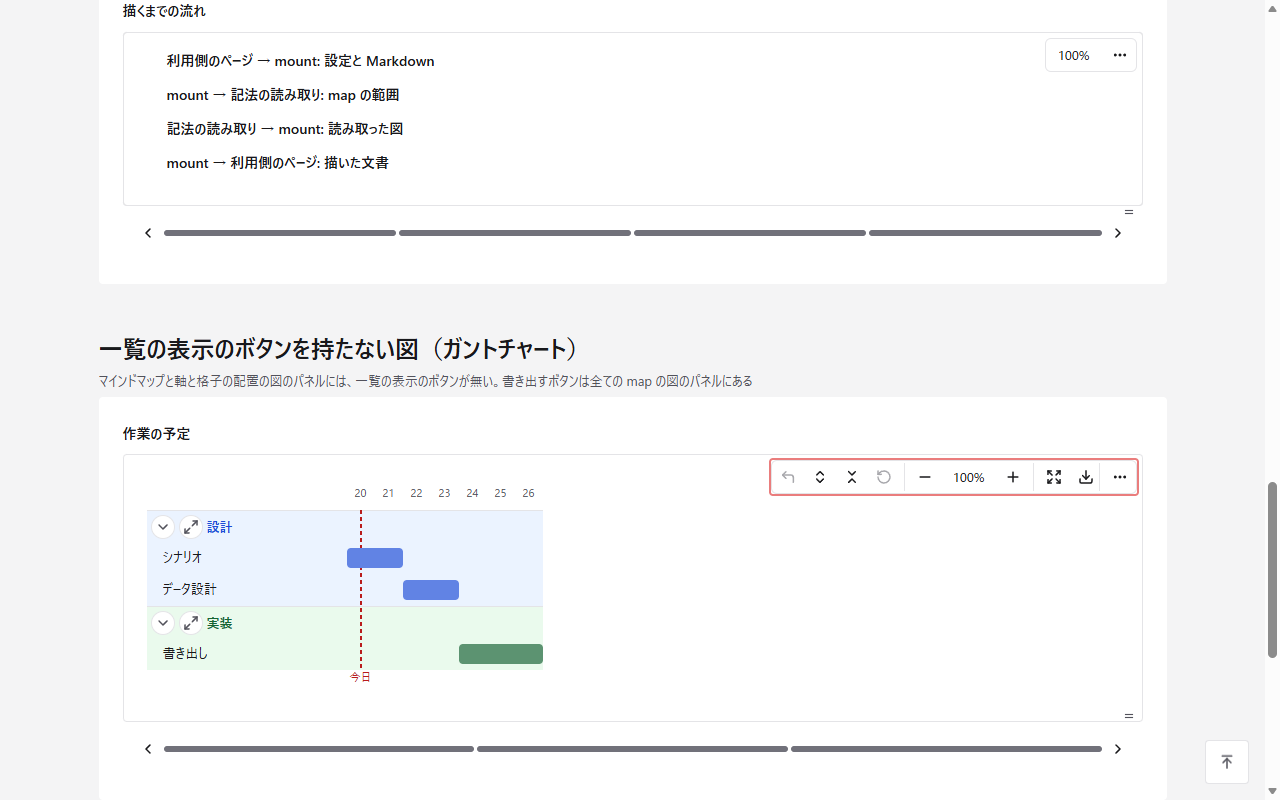 描くまでの流れ
利用側のページ → mount: 設定と Markdown
100%
mount → 記法の読み取り: map の範囲
記法の読み取り → mount: 読み取った図
mount → 利用側のページ: 描いた文書
一覧の表示のボタンを持たない図（ガントチャート）
マインドマップと軸と格子の配置の図のパネルには、一覧の表示のボタンが無い。書き出すボタンは全ての map の図のパネルにある
作業の予定
100%
20 21 22 23 24 25 26
設計
シナリオ
データ設計
実装
書き出し
今日